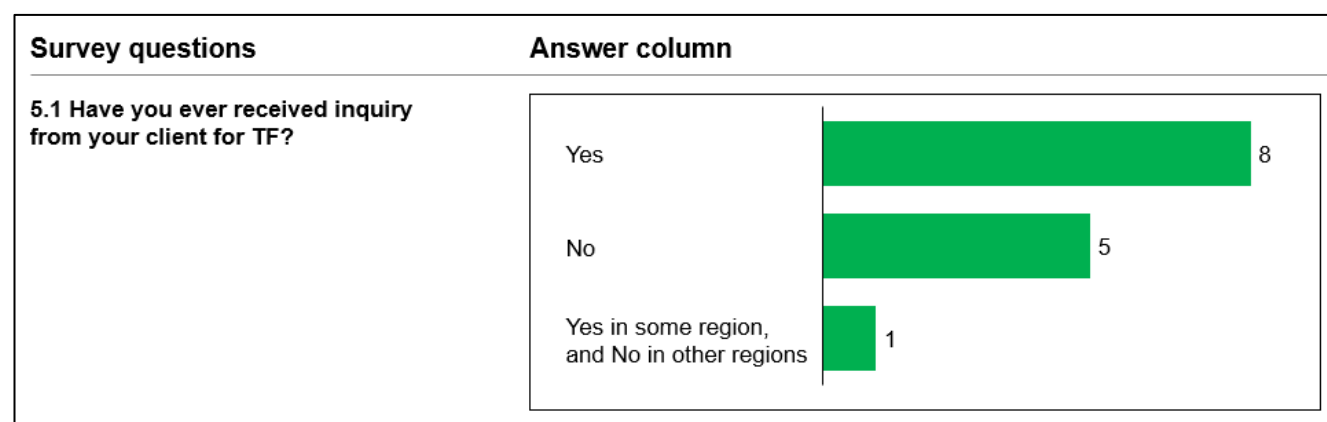 Survey questions
Answer column
5.1 Have you ever received inquiry
from your client for TF?
Yes
8
No
5
Yes in some region,
and No in other regions
1